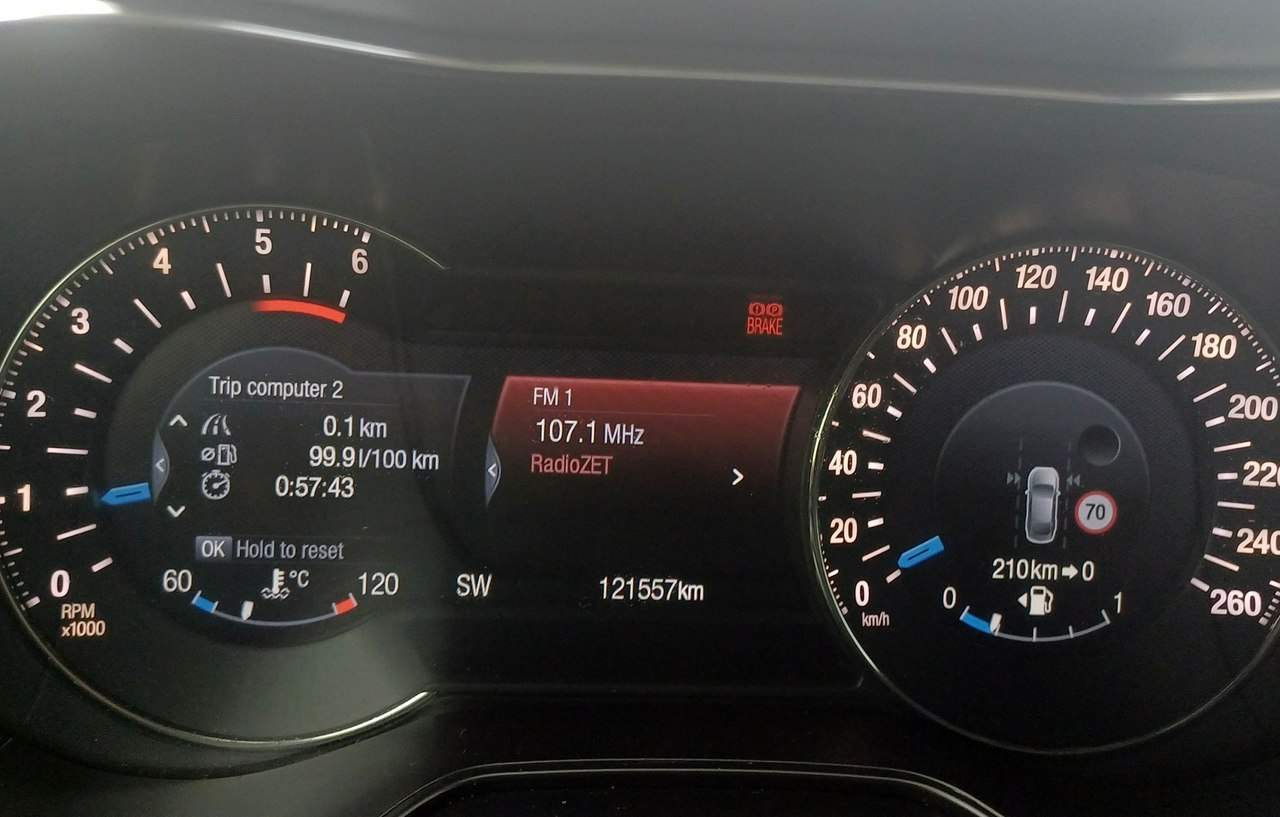 0
1
2
3
4
5
6
RPM
x1000
Trip computer 2
0.1 km
99.9 l/100 km
0:57:43
OK Hold to reset
60
°C
120
BRAKE
FM 1
107.1 MHz
RadioZET
SW
121557km
0
20
40
60
80
100
120
140
160
180
200
220
240
260
km/h
70
210km→0
0
1